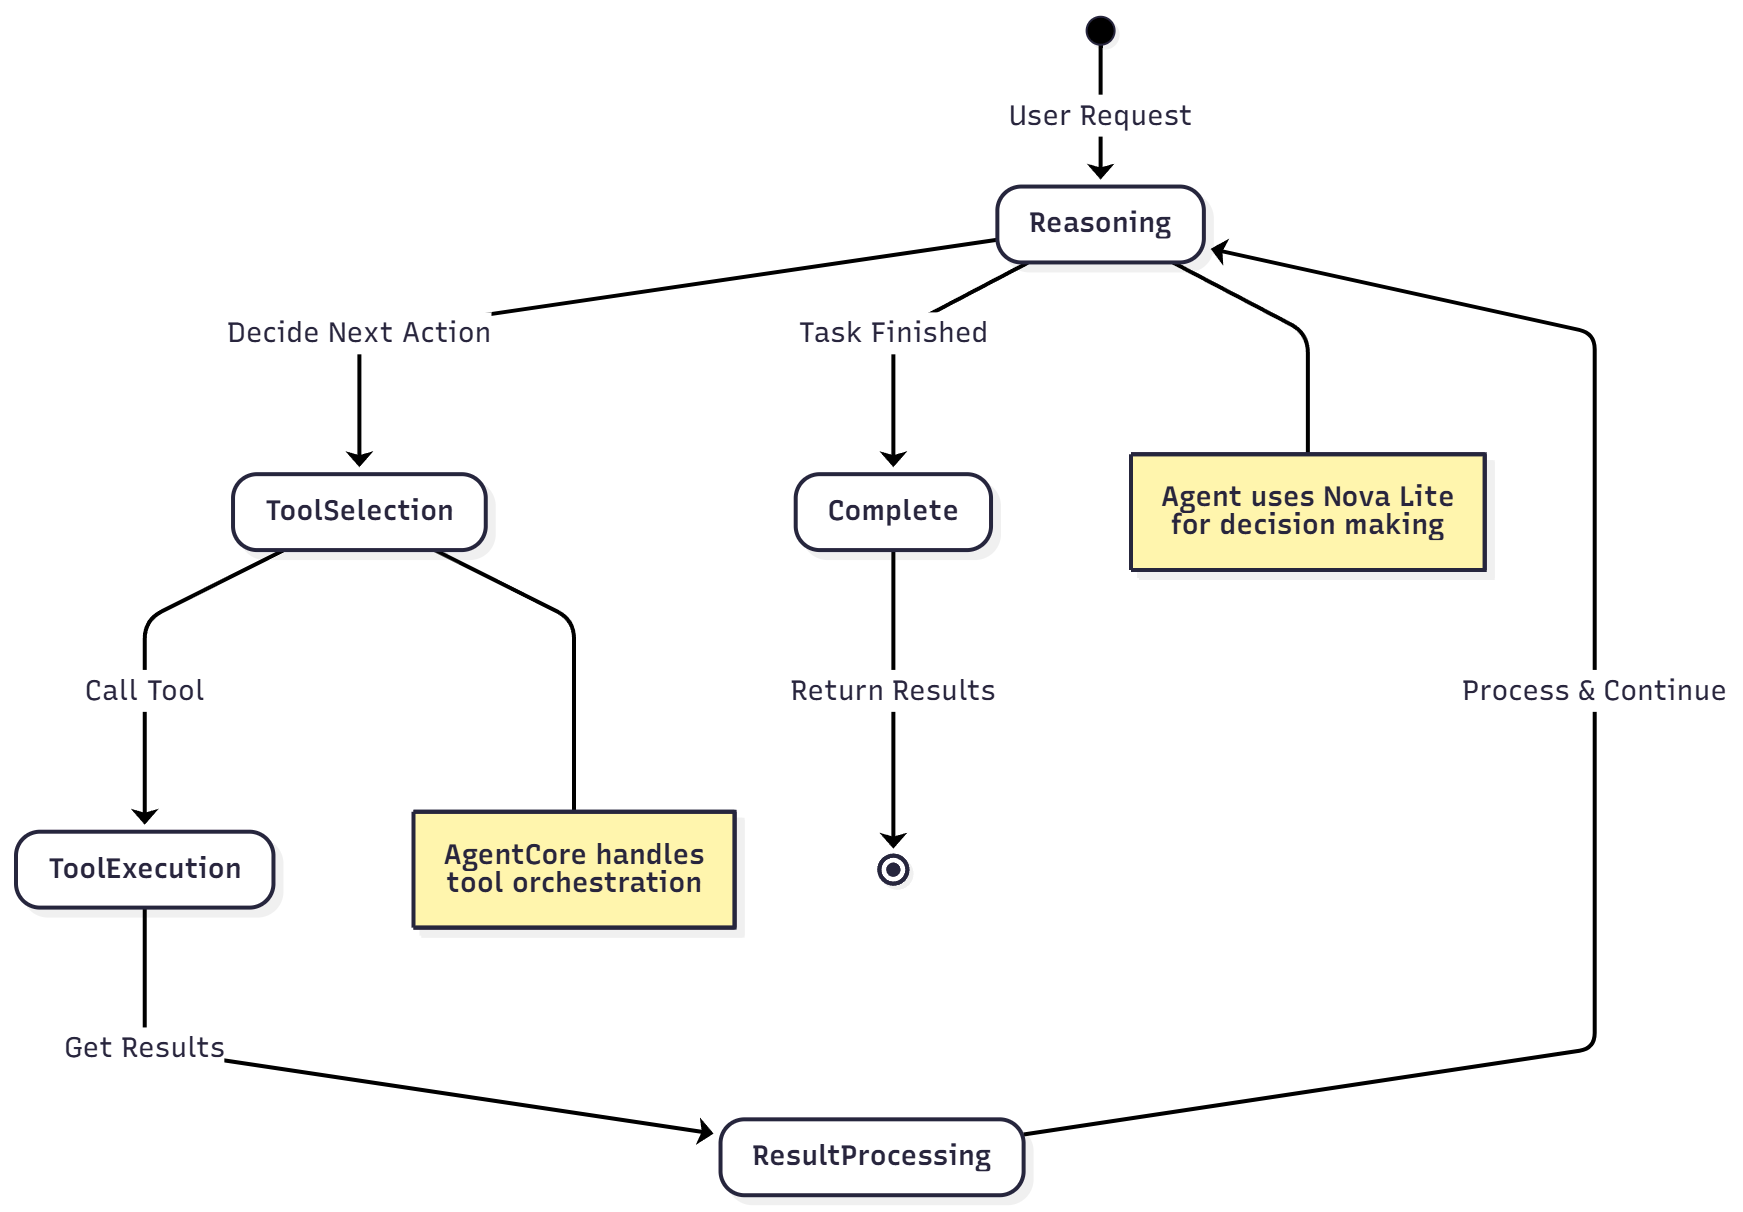 User Request
Reasoning
Decide Next Action
Task Finished
ToolSelection
Complete
Agent uses Nova Lite
for decision making
Call Tool
Return Results
Process & Continue
ToolExecution
AgentCore handles
tool orchestration
Get Results
ResultProcessing